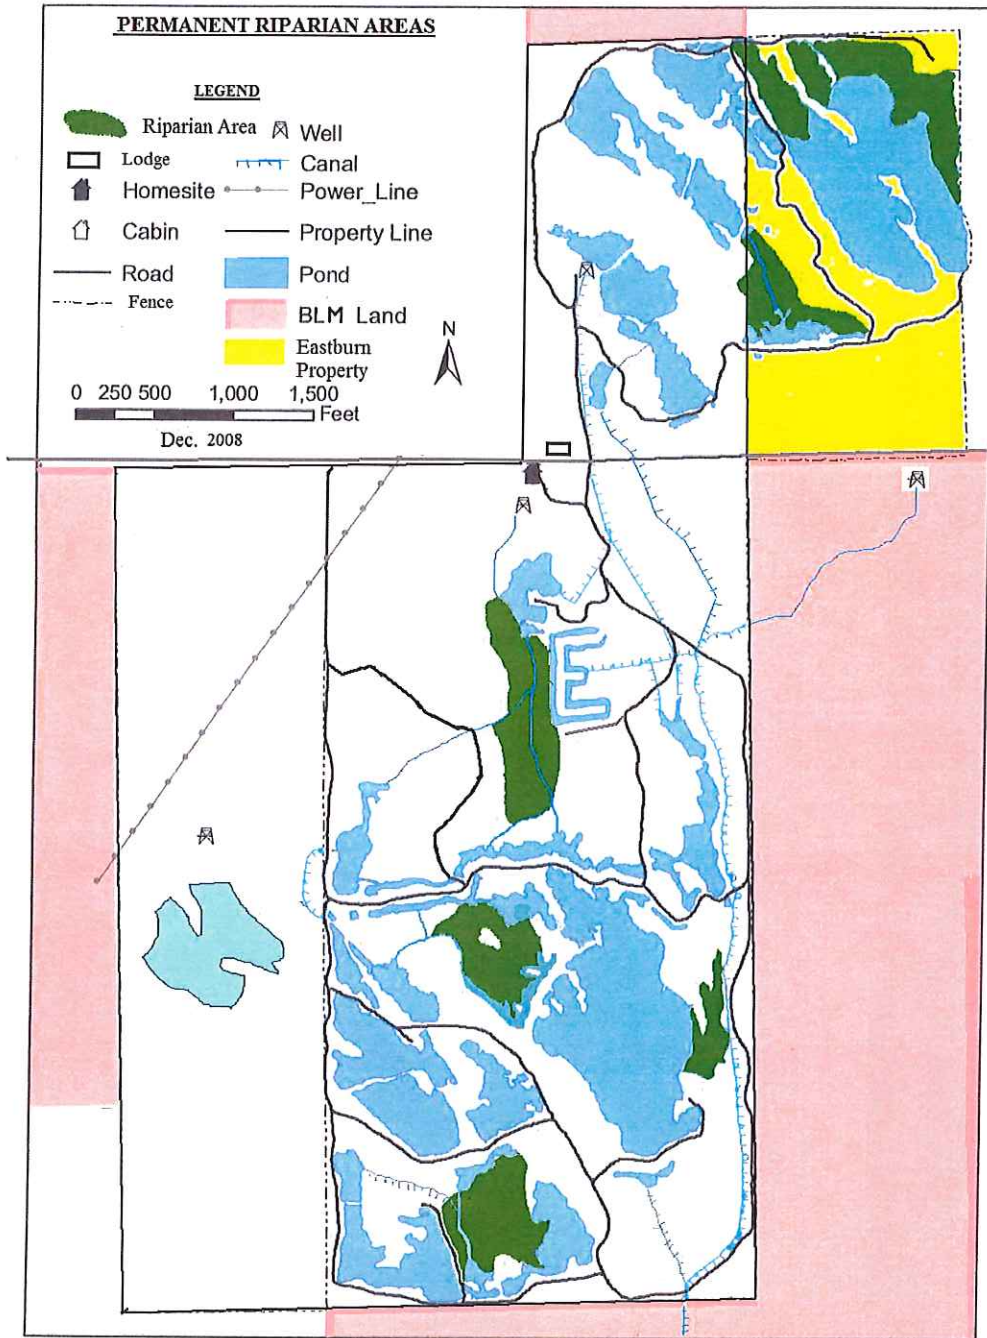 PERMANENT RIPARIAN AREAS
LEGEND
Riparian Area
Well
Lodge
Canal
Homesite
Power_Line
Cabin
Property Line
Road
Pond
Fence
BLM Land
Eastburn
Property
N
0 250 500 1,000 1,500
Feet
Dec. 2008